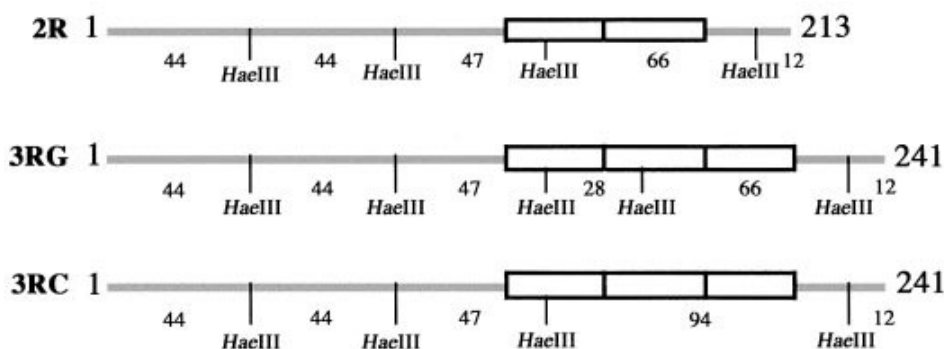 2R 1 213
44 HaeIII 44 HaeIII 47 HaeIII 66 HaeIII 12
3RG 1 241
44 HaeIII 44 HaeIII 47 HaeIII 28 HaeIII 66 HaeIII 12
3RC 1 241
44 HaeIII 44 HaeIII 47 HaeIII 94 HaeIII 12